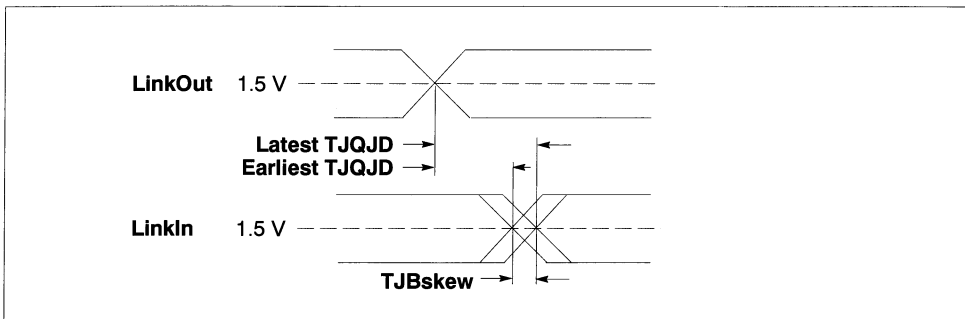 LinkOut 1.5 V
Latest TJQJD
Earliest TJQJD
LinkIn 1.5 V
TJBskew